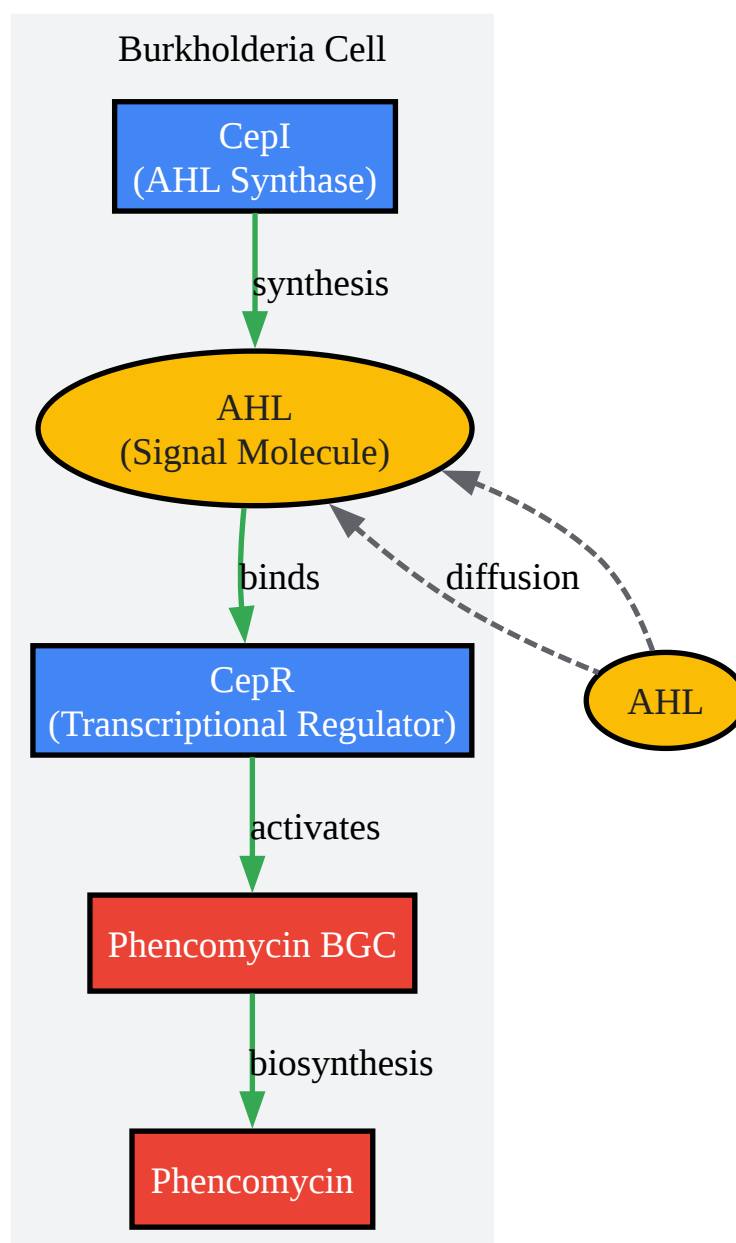 Burkholderia Cell
CepI
(AHL Synthase)
synthesis
AHL
(Signal Molecule)
binds
diffusion
CepR
(Transcriptional Regulator)
AHL
activates
Phencomycin BGC
biosynthesis
Phencomycin